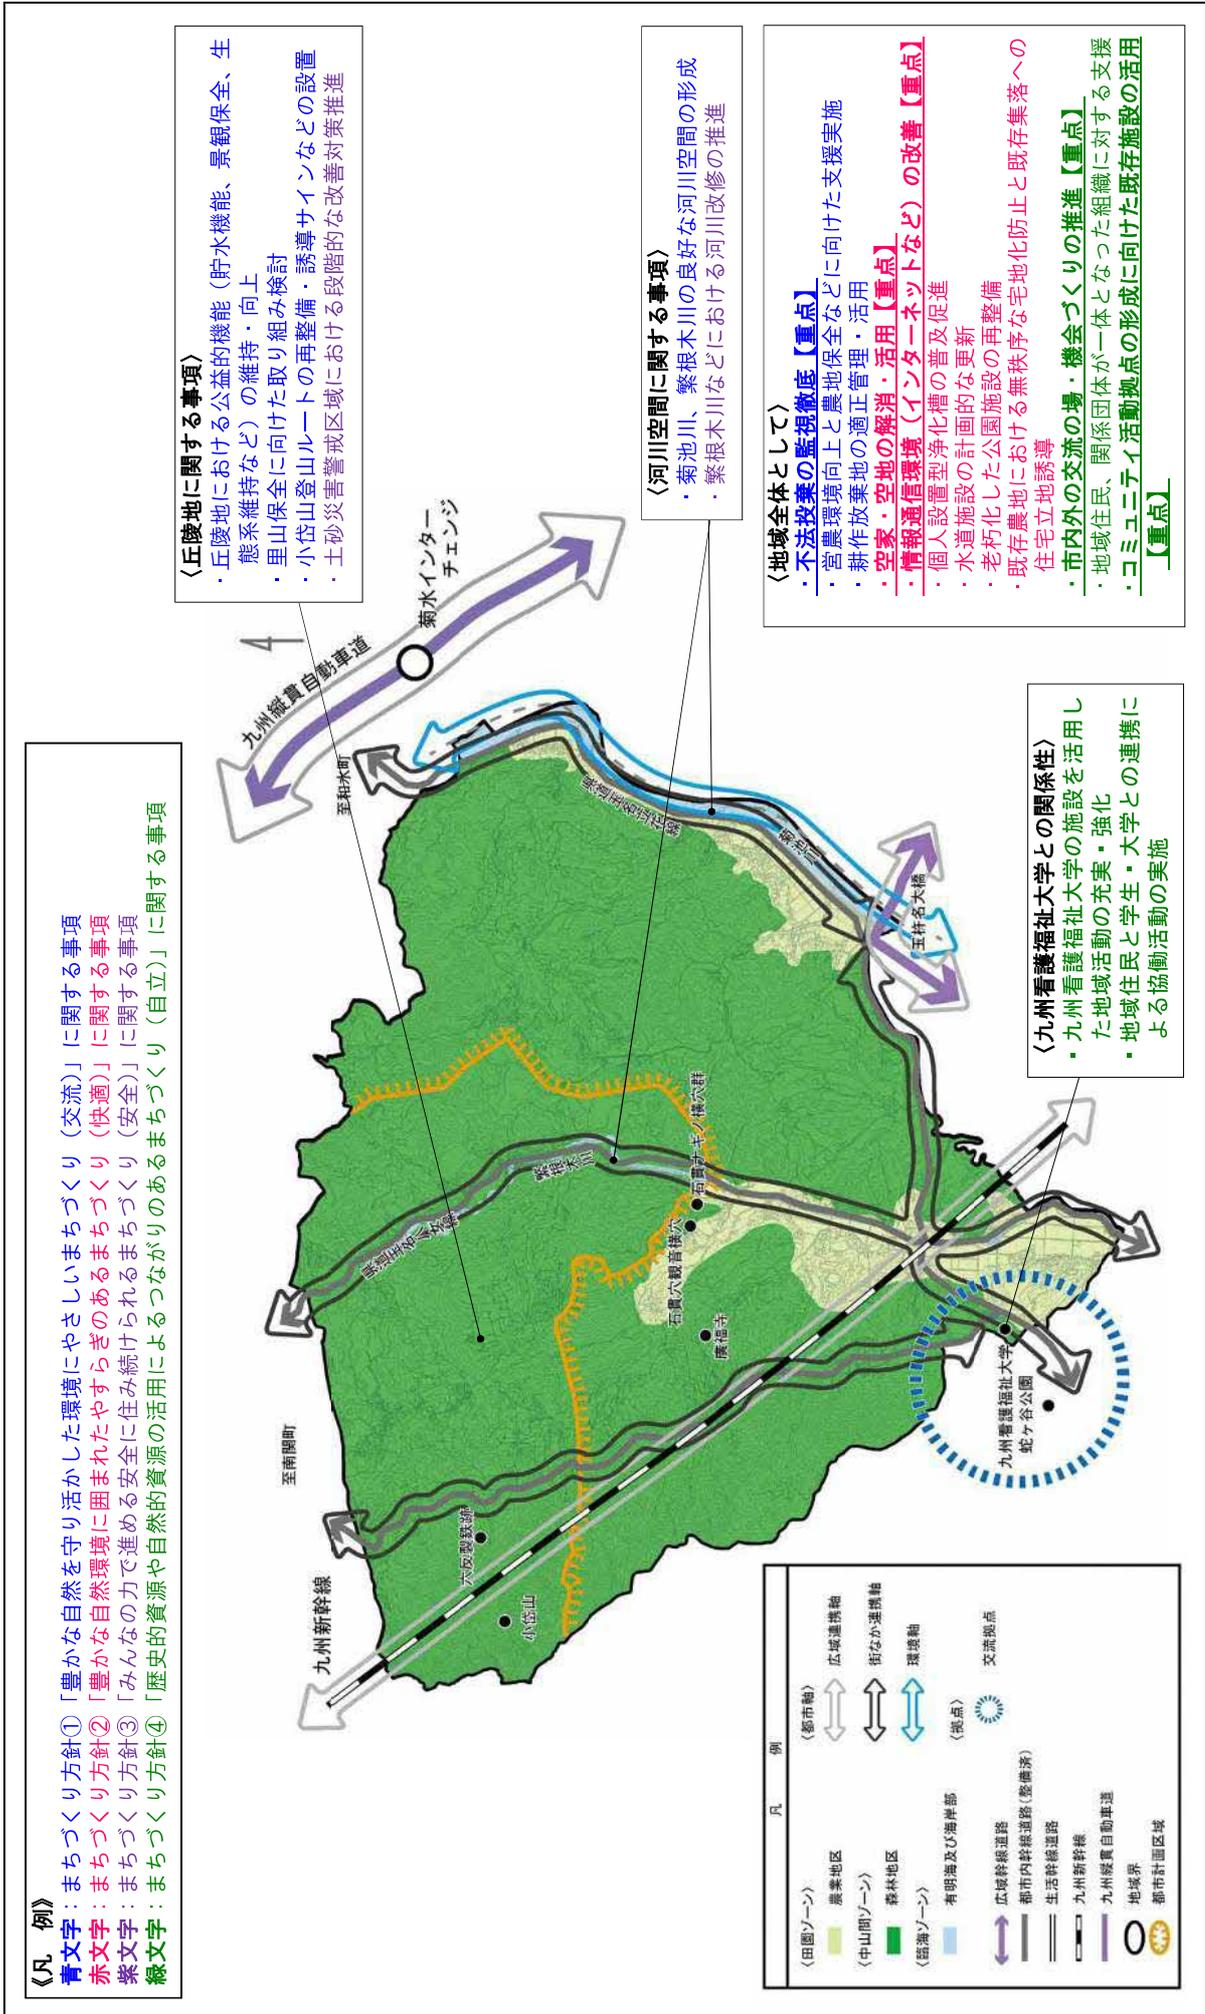 《凡　例》
青文字：まちづくり方針①「豊かな自然を守り活かした環境にやさしいまちづくり（交流）」に関する事項
赤文字：まちづくり方針②「豊かな自然環境に囲まれたやすらぎのあるまちづくり（快適）」に関する事項
紫文字：まちづくり方針③「みんなの力で進める安全に住み続けられるまちづくり（安全）」に関する事項
緑文字：まちづくり方針④「歴史的資源や自然的資源の活用によるつながりのあるまちづくり（自立）」に関する事項
〈丘陵地に関する事項〉
・丘陵地における公益的機能（貯水機能、景観保全、生
態系維持など）の維持・向上
・里山保全に向けた取り組み検討
・小岱山登山ルートの再整備・誘導サインなどの設置
・土砂災害警戒区域における段階的な改善対策推進
〈河川空間に関する事項〉
・菊池川、繁根木川の良好な河川空間の形成
・繁根木川などにおける河川改修の推進
〈地域全体として〉
・不法投棄の監視徹底【重点】
・営農環境向上と農地保全などに向けた支援実施
・耕作放棄地の適正管理・活用
・空家・空地の解消・活用【重点】
・情報通信環境（インターネットなど）の改善【重点】
・個人設置型浄化槽の普及促進
・水道施設の計画的な更新
・老朽化した公園施設の再整備
・既存農地における無秩序な宅地化防止と既存集落への
住宅立地誘導
・市内外の交流の場・機会づくりの推進【重点】
・地域住民、関係団体が一体となった組織に対する支援
・コミュニティ活動拠点の形成に向けた既存施設の活用
【重点】
〈九州看護福祉大学との関係性〉
・九州看護福祉大学の施設を活用し
た地域活動の充実・強化
・地域住民と学生・大学との連携に
よる協働活動の実施
九州縦貫自動車道
菊水インター
チェンジ
4
至和水町
県道玉名立花線
菊池川
玉杵名大橋
至南関町
県道玉名八女線
繁根木川
石貫ナギノ横穴群
石貫穴観音横穴
廣福寺
九州新幹線
六反製鉄跡
小岱山
九州看護福祉大学
蛇ヶ谷公園
凡　例
〈田園ゾーン〉
農業地区
〈中山間ゾーン〉
森林地区
〈臨海ゾーン〉
有明海及び海岸部
広域幹線道路
都市内幹線道路(整備済)
生活幹線道路
九州新幹線
九州縦貫自動車道
地域界
都市計画区域
〈都市軸〉
広域連携軸
街なか連携軸
環境軸
〈拠点〉
交流拠点